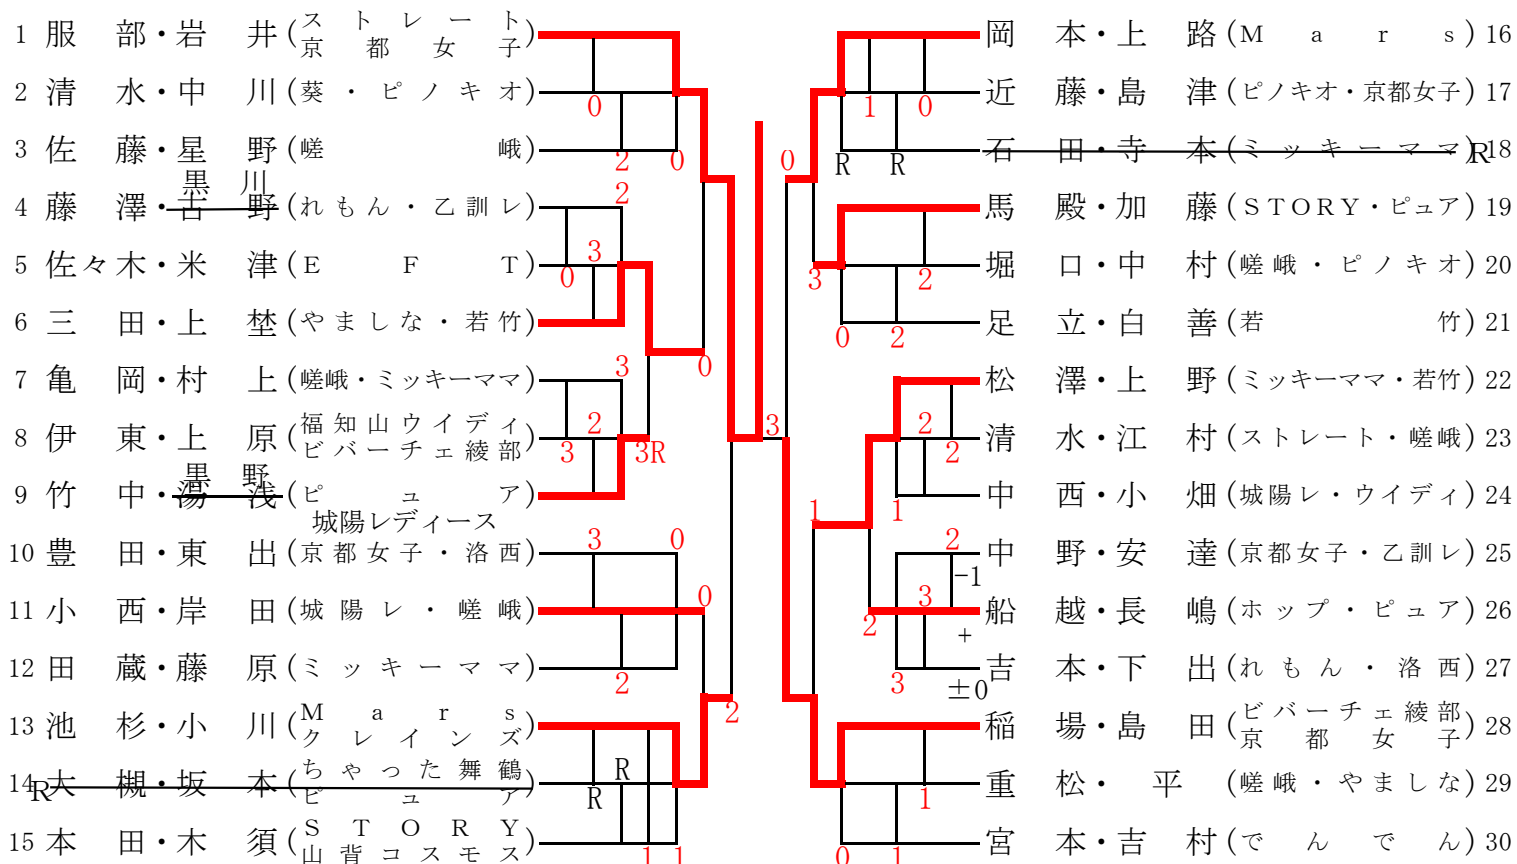 1 服部・岩井(ストレート
京都女子)
2 清水・中川(葵・ピノキオ)
0
3 佐藤・星野(嵯峨)
2 0
黒川
4 藤澤・古野(れもん・乙訓レ)
2
5 佐々木・米津(EFT)
3
0
6 三田・上埜(やましな・若竹)
7 亀岡・村上(嵯峨・ミッキーママ)
3 0
8 伊東・上原(福知山ウイディ
ビバーチェ綾部)
2
3 3R
黒野
9 竹中・湯浅(ピュア)
城陽レディース
10 豊田・東出(京都女子・洛西)
3 0
11 小西・岸田(城陽レ・嵯峨)
0
12 田蔵・藤原(ミッキーママ)
2
13 池杉・小川(Mars
クレインズ)
2
14 大槻・坂本(ちゃった舞鶴
ピュア)
R
R R
15 本田・木須(STORY
山背コスモス)
1 1
3
岡本・上路(Mars) 16
近藤・島津(ピノキオ・京都女子) 17
1 0
石田・寺本(ミッキーママ) R 18
0 R R
馬殿・加藤(STORY・ピュア) 19
堀口・中村(嵯峨・ピノキオ) 20
3 2
足立・白善(若竹) 21
0 2
松澤・上野(ミッキーママ・若竹) 22
清水・江村(ストレート・嵯峨) 23
2
2
中西・小畑(城陽レ・ウイディ) 24
1 1
中野・安達(京都女子・乙訓レ) 25
2
-1
船越・長嶋(ホップ・ピュア) 26
3
2 +
吉本・下出(れもん・洛西) 27
3 ±0
稲場・島田(ビバーチェ綾部
京都女子) 28
重松・平(嵯峨・やましな) 29
1
宮本・吉村(でんでん) 30
0 1